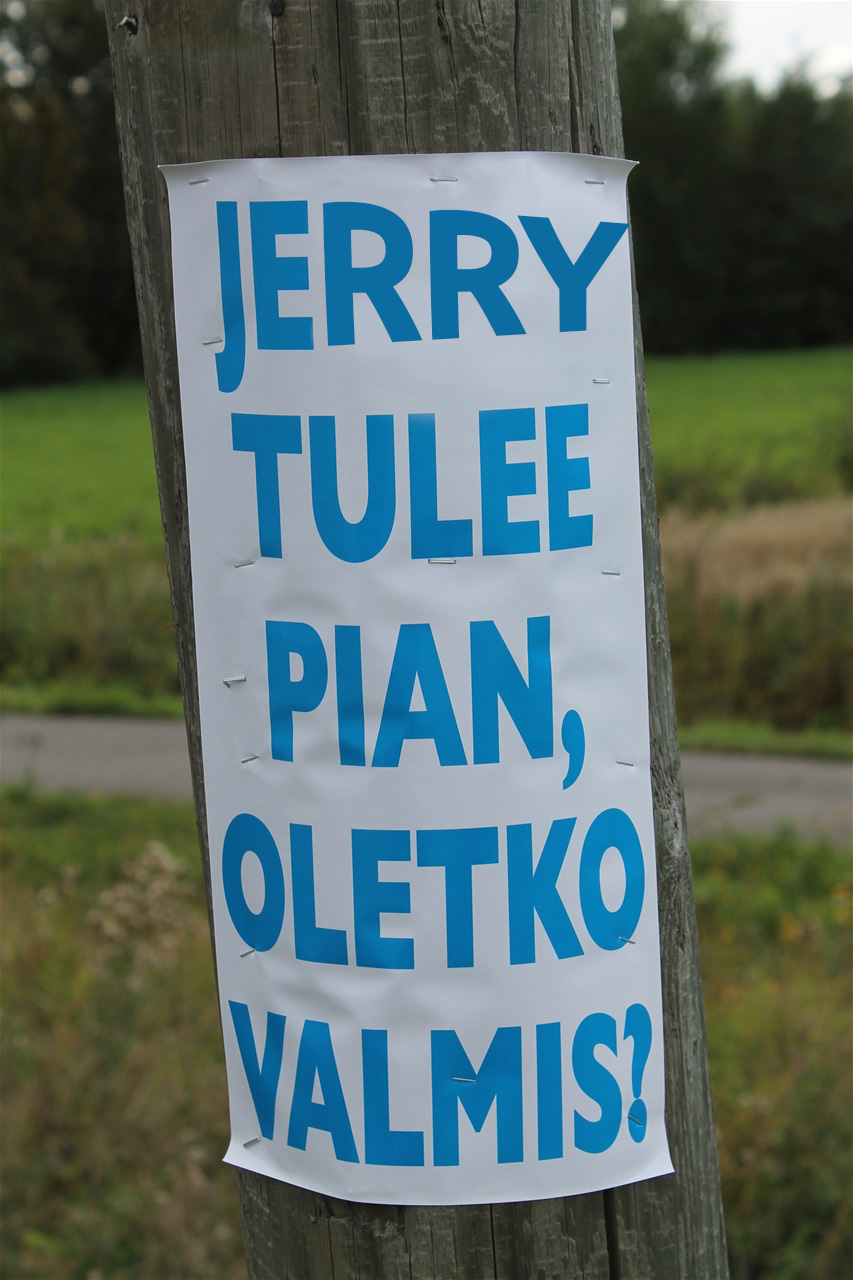 JERRY
TULEE
PIAN,
OLETKO
VALMIS?